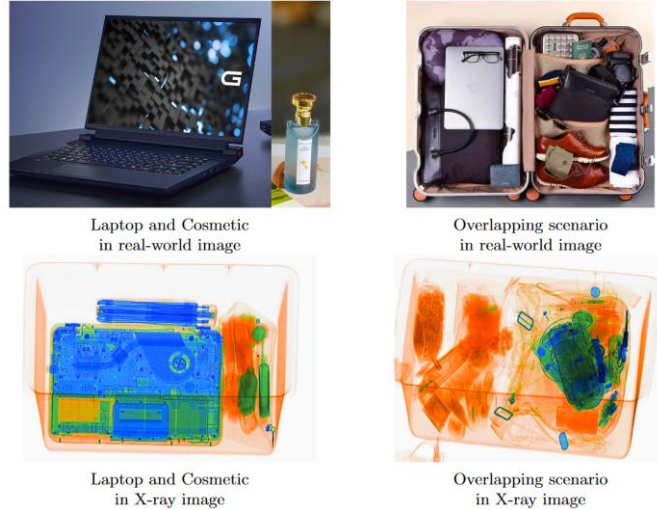 G
Laptop and Cosmetic
in real-world image
Overlapping scenario
in real-world image
Laptop and Cosmetic
in X-ray image
Overlapping scenario
in X-ray image